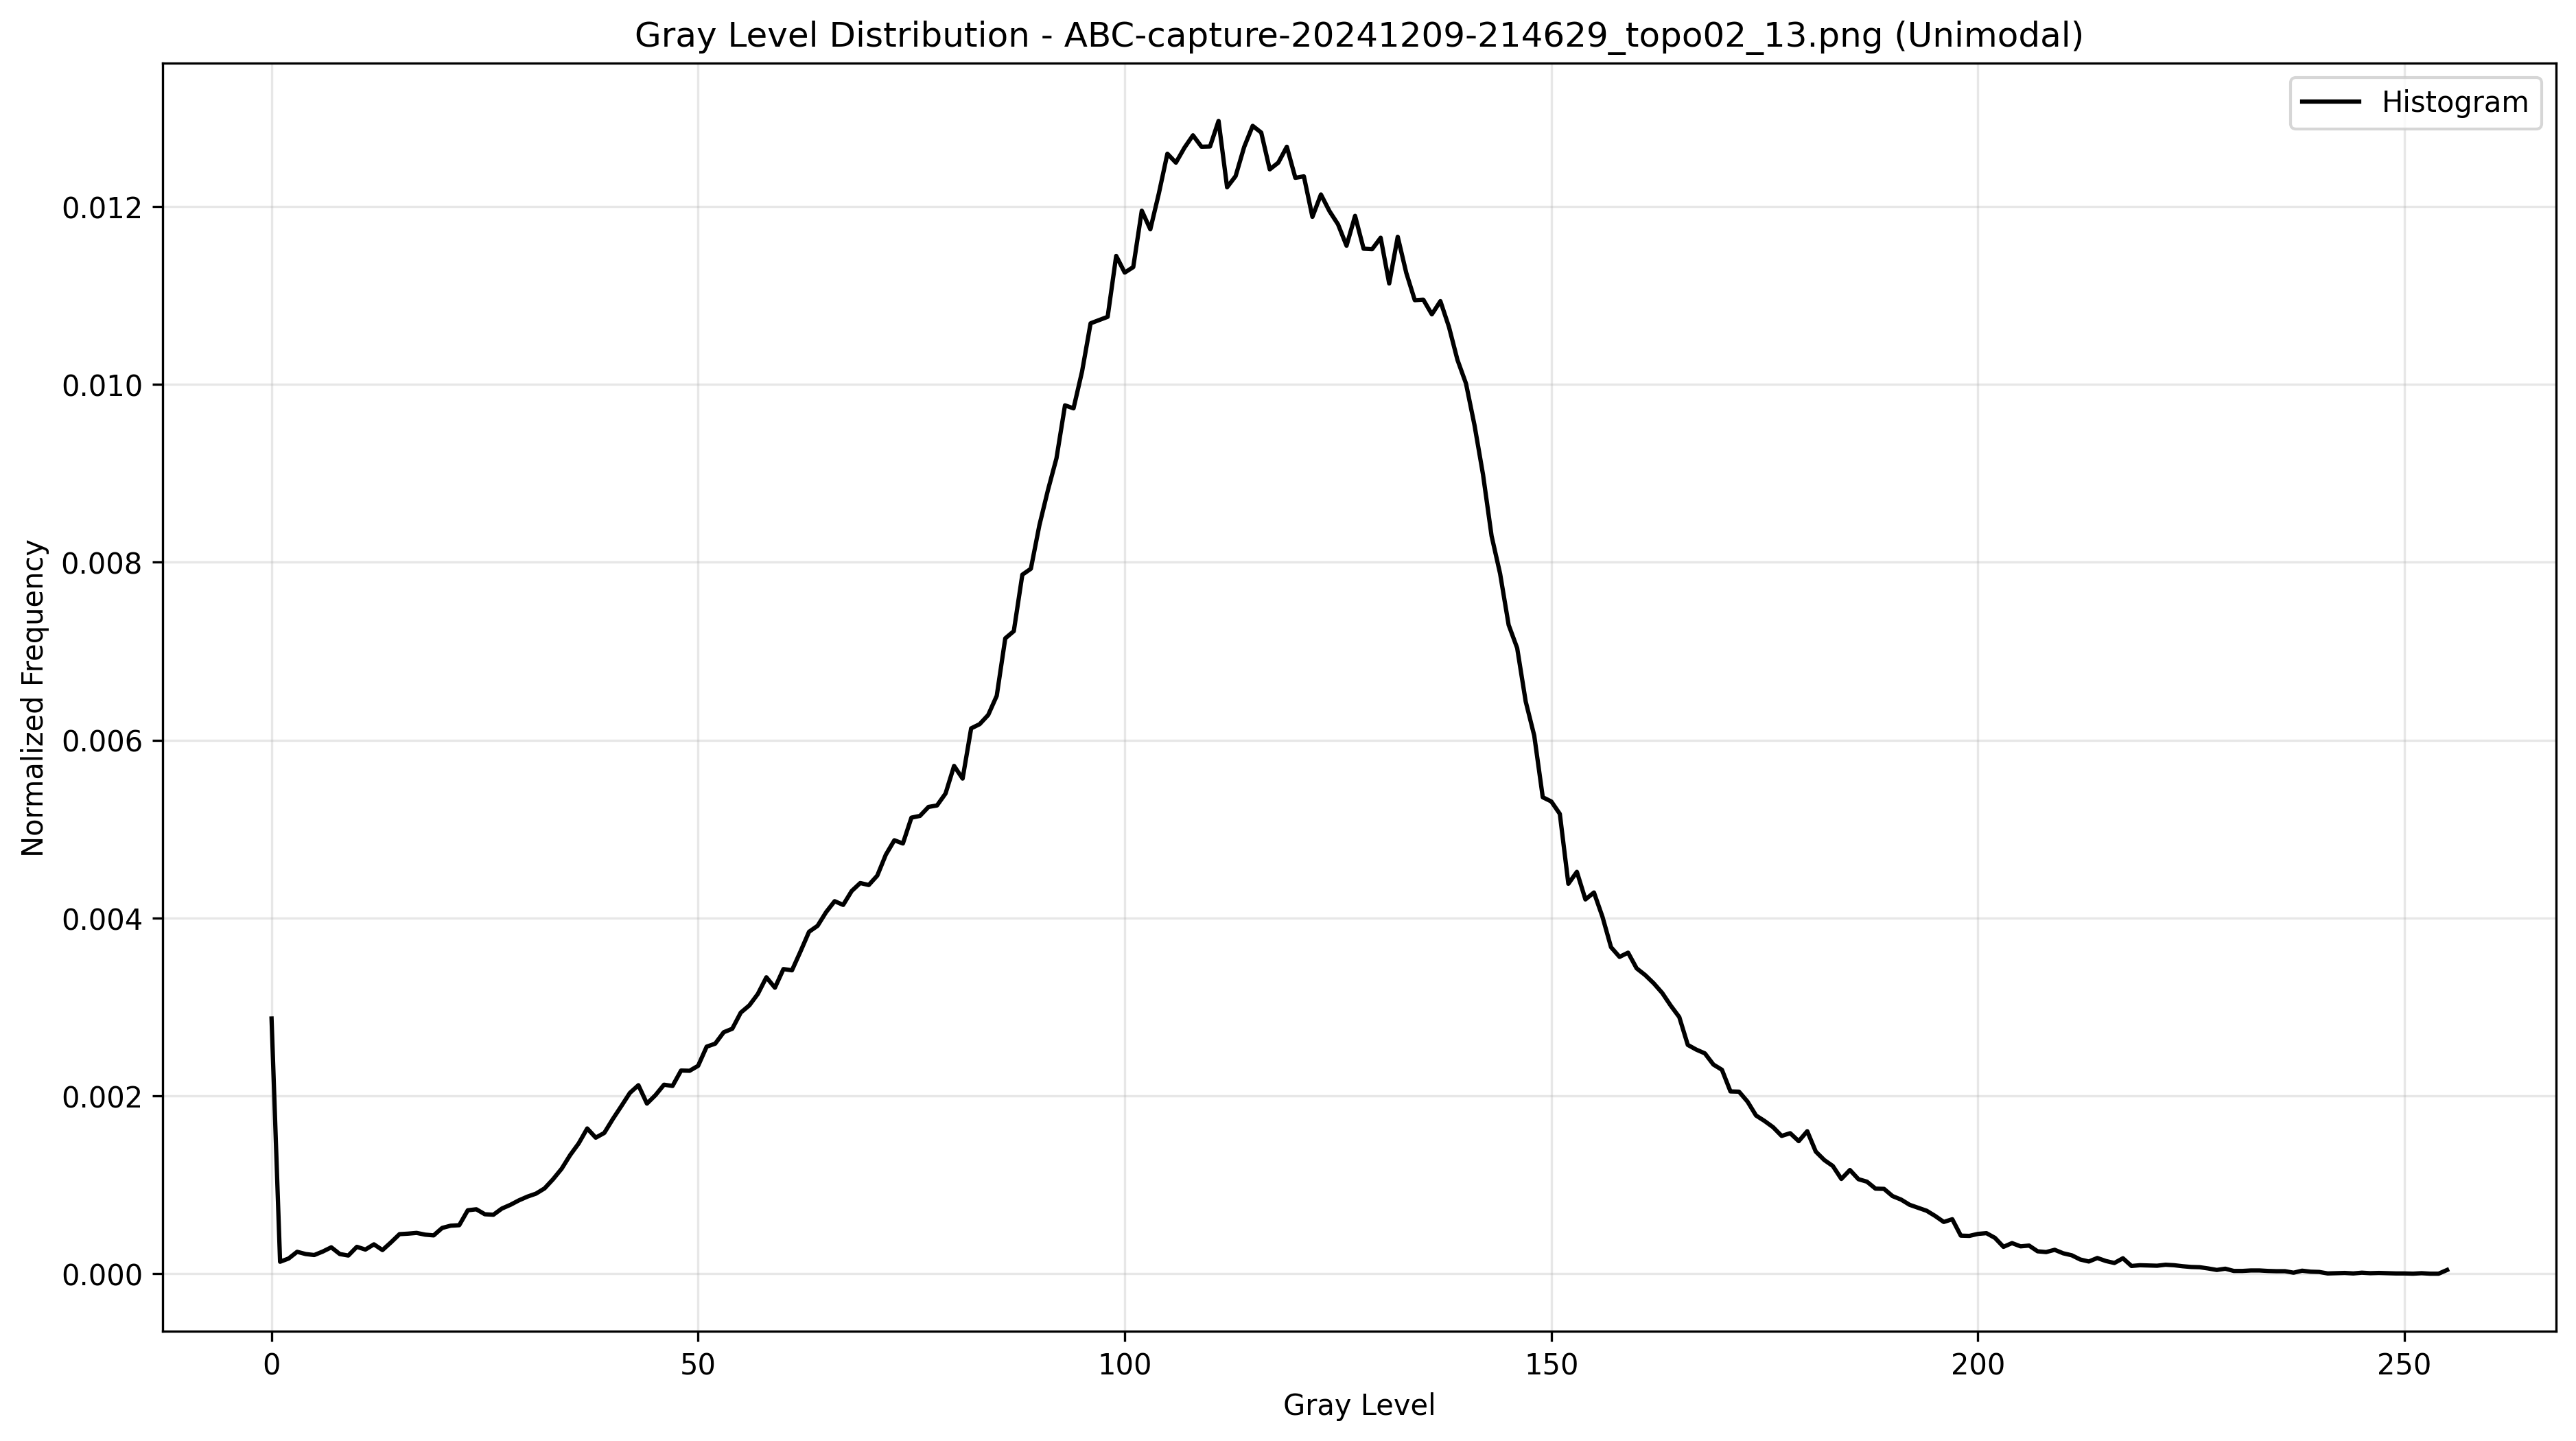 Gray Level Distribution - ABC-capture-20241209-214629_topo02_13.png (Unimodal)
Histogram
Normalized Frequency
0.012
0.010
0.008
0.006
0.004
0.002
0.000
0 50 100 150 200 250
Gray Level